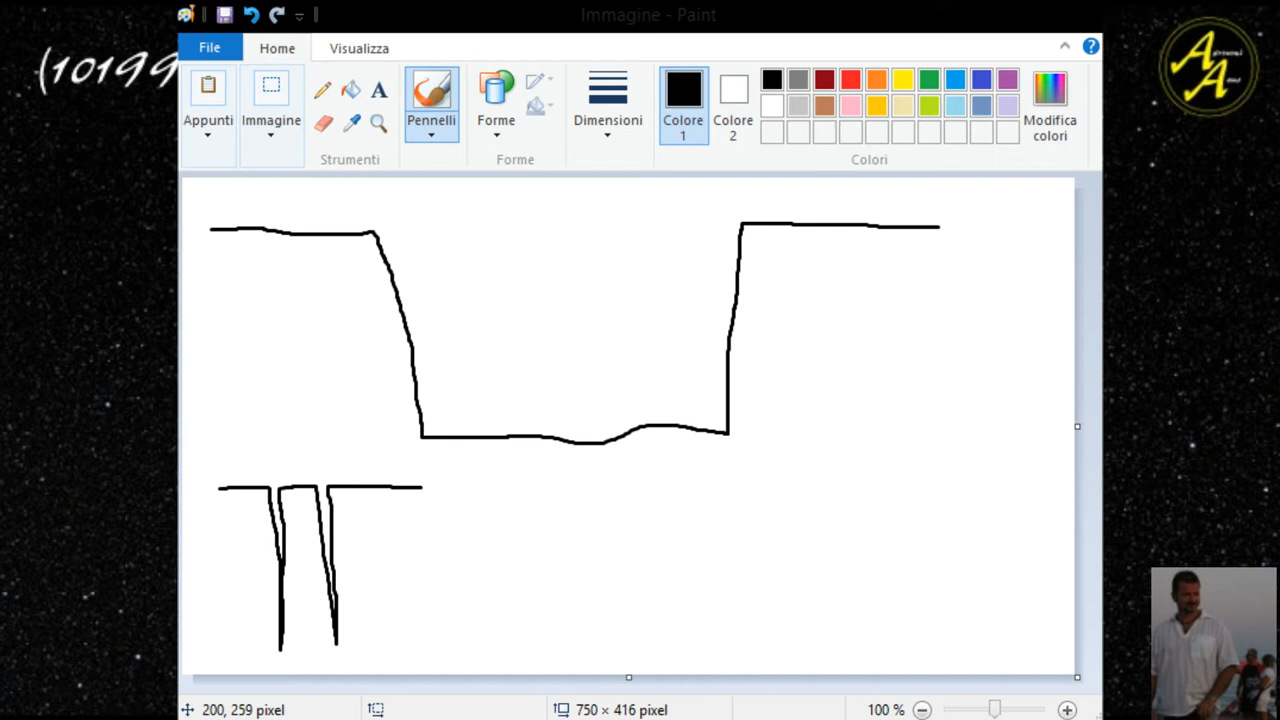 Immagine - Paint
(10199
File
Home
Visualizza
Appunti
Immagine
Pennelli
Forme
Dimensioni
Colore 1
Colore 2
Modifica colori
Strumenti
Forme
Colori
200, 259 pixel
750 × 416 pixel
100 %